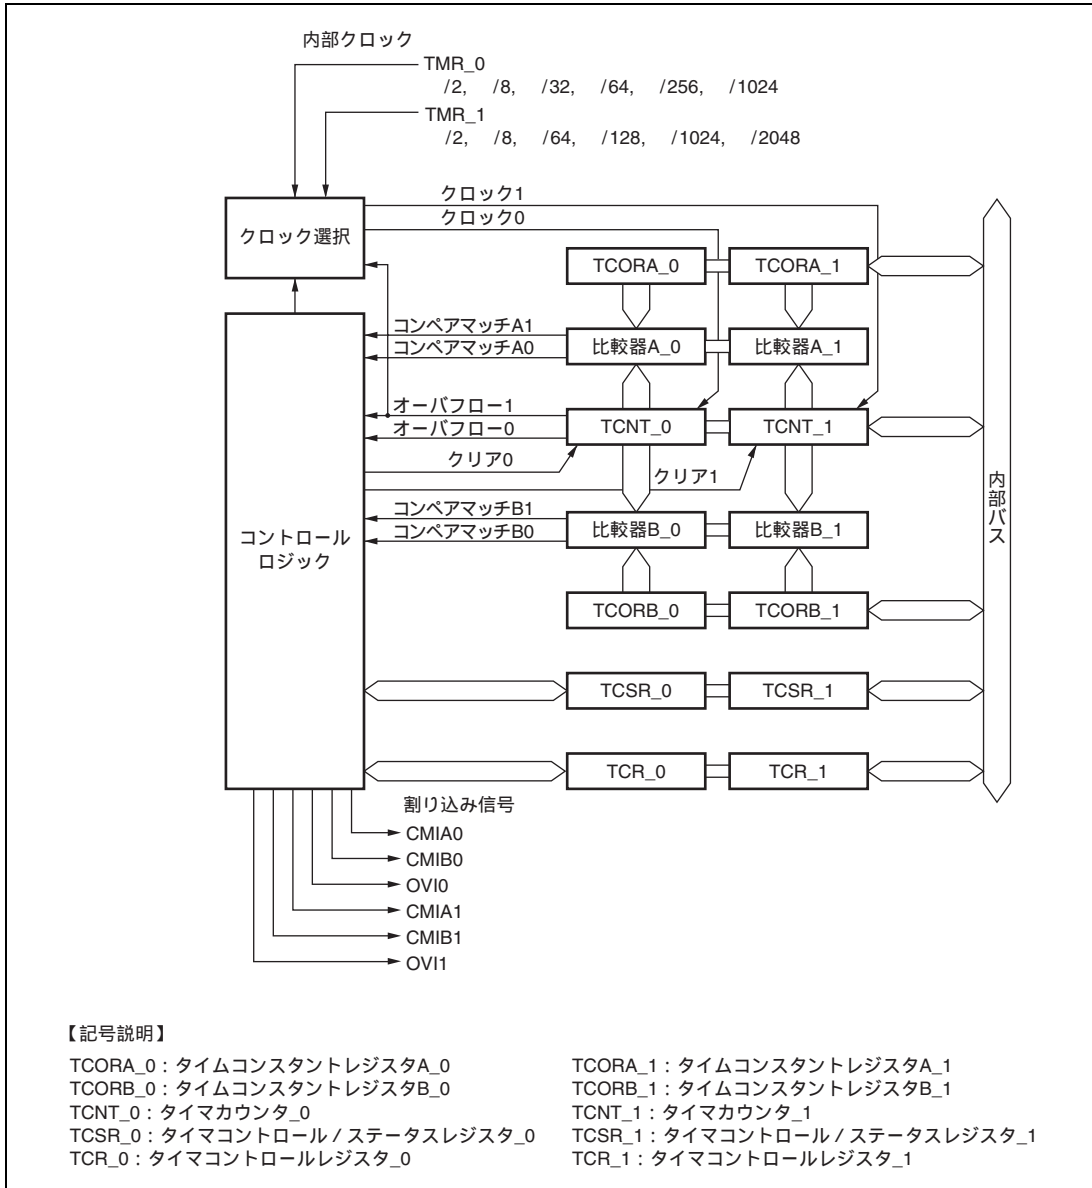 内部クロック
TMR_0
/2, /8, /32, /64, /256, /1024
TMR_1
/2, /8, /64, /128, /1024, /2048
クロック1
クロック0
クロック選択
TCORA_0
TCORA_1
コンペアマッチA1
コンペアマッチA0
比較器A_0
比較器A_1
オーバフロー1
オーバフロー0
TCNT_0
TCNT_1
クリア0
クリア1
内部バス
コンペアマッチB1
コンペアマッチB0
比較器B_0
比較器B_1
コントロール
ロジック
TCORB_0
TCORB_1
TCSR_0
TCSR_1
TCR_0
TCR_1
割り込み信号
CMIA0
CMIB0
OVI0
CMIA1
CMIB1
OVI1
【記号説明】
TCORA_0：タイムコンスタントレジスタA_0
TCORA_1：タイムコンスタントレジスタA_1
TCORB_0：タイムコンスタントレジスタB_0
TCORB_1：タイムコンスタントレジスタB_1
TCNT_0：タイマカウンタ_0
TCNT_1：タイマカウンタ_1
TCSR_0：タイマコントロール / ステータスレジスタ_0
TCSR_1：タイマコントロール / ステータスレジスタ_1
TCR_0：タイマコントロールレジスタ_0
TCR_1：タイマコントロールレジスタ_1